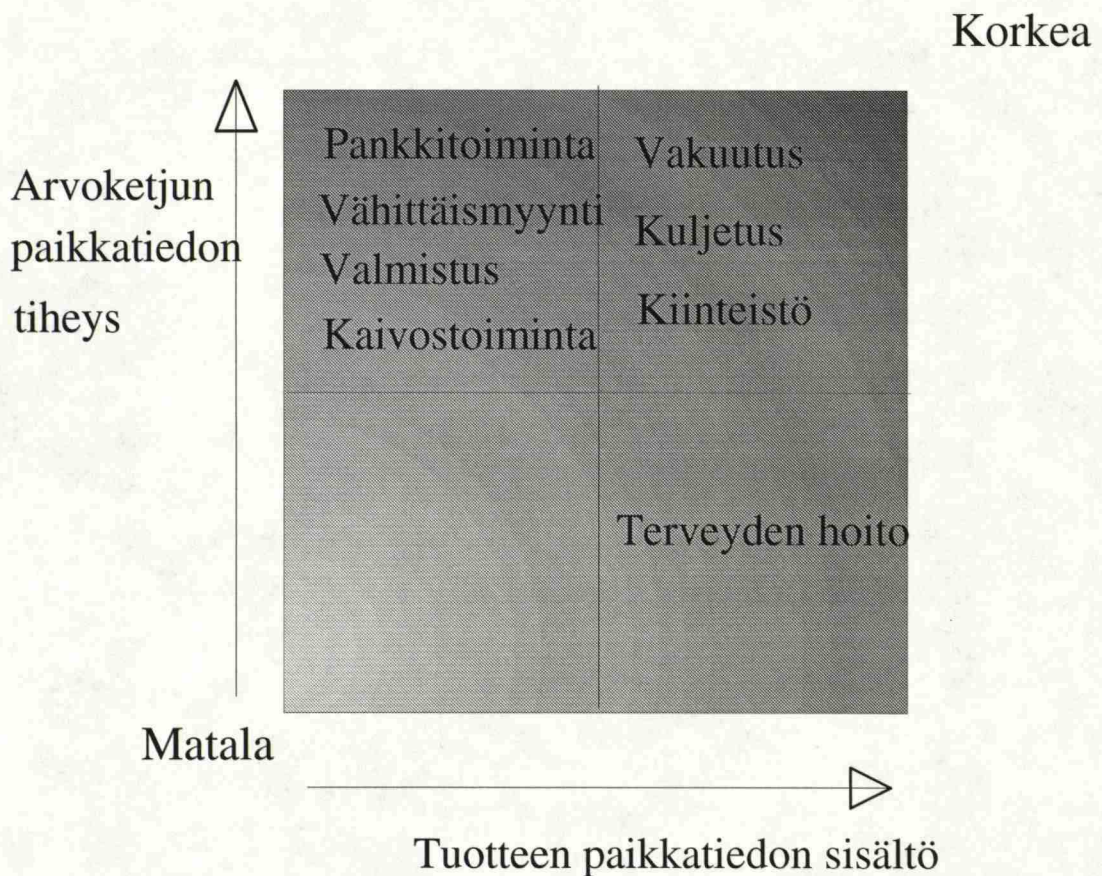 Korkea
Arvoketjun
paikkatiedon
tiheys
Pankkitoiminta
Vähittäismyynti
Valmistus
Kaivostoiminta
Vakuutus
Kuljetus
Kiinteistö
Terveyden hoito
Matala
Tuotteen paikkatiedon sisältö